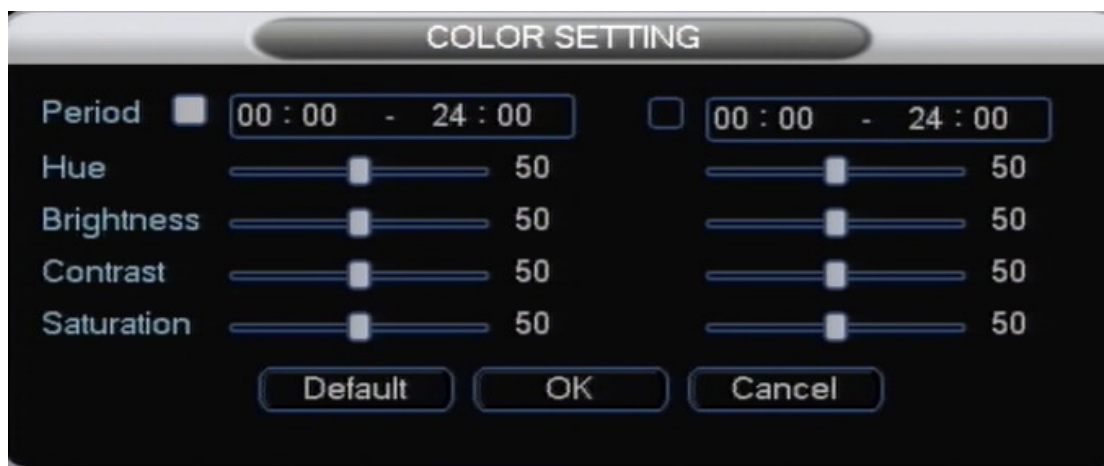 COLOR SETTING
Period 00 : 00 - 24 : 00 00 : 00 - 24 : 00
Hue 50 50
Brightness 50 50
Contrast 50 50
Saturation 50 50
Default OK Cancel